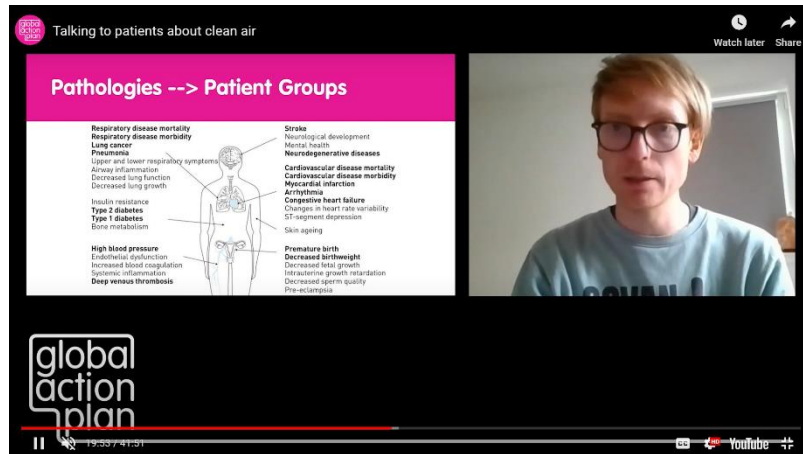 global
action
plan
Talking to patients about clean air
Watch later
Share
Pathologies --> Patient Groups
Respiratory disease mortality
Respiratory disease morbidity
Lung cancer
Pneumonia
Upper and lower respiratory symptoms
Airway inflammation
Decreased lung function
Decreased lung growth
Insulin resistance
Type 2 diabetes
Type 1 diabetes
Bone metabolism
High blood pressure
Endothelial dysfunction
Increased blood coagulation
Systemic inflammation
Deep venous thrombosis
Stroke
Neurological development
Mental health
Neurodegenerative diseases
Cardiovascular disease mortality
Cardiovascular disease morbidity
Myocardial infarction
Arrhythmia
Congestive heart failure
Changes in heart rate variability
ST-segment depression
Skin ageing
Premature birth
Decreased birthweight
Decreased fetal growth
Intrauterine growth retardation
Decreased sperm quality
Pre-eclampsia
global
action
plan
19:53 / 41:51
CC
HD
YouTube